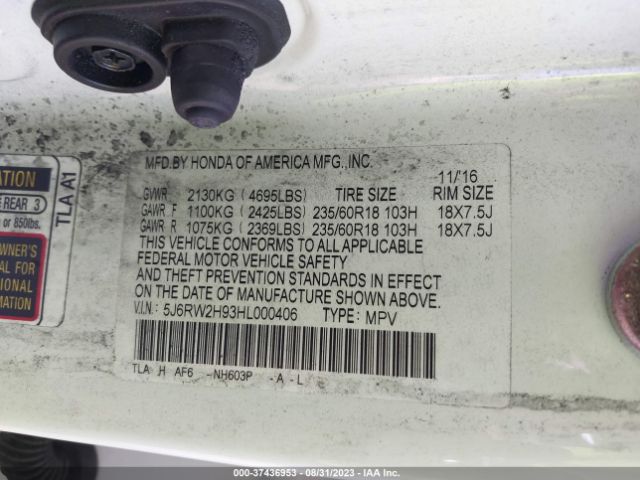 MFD.BY HONDA OF AMERICA MFG.,INC.
11/'16
GVWR 2130KG (4695LBS) TIRE SIZE RIM SIZE
GAWR F 1100KG (2425LBS) 235/60R18 103H 18X7.5J
GAWR R 1075KG (2369LBS) 235/60R18 103H 18X7.5J
THIS VEHICLE CONFORMS TO ALL APPLICABLE
FEDERAL MOTOR VEHICLE SAFETY
AND THEFT PREVENTION STANDARDS IN EFFECT
ON THE DATE OF MANUFACTURE SHOWN ABOVE.
V.I.N.: 5J6RW2H93HL000406 TYPE: MPV
TLA H AF6 -NH603P -A -L
ATION
REAR 3
or 850lbs.
WNER'S
AL FOR
TIONAL
MATION
TLA A1
000-37436953 - 08/31/2023 - IAA Inc.